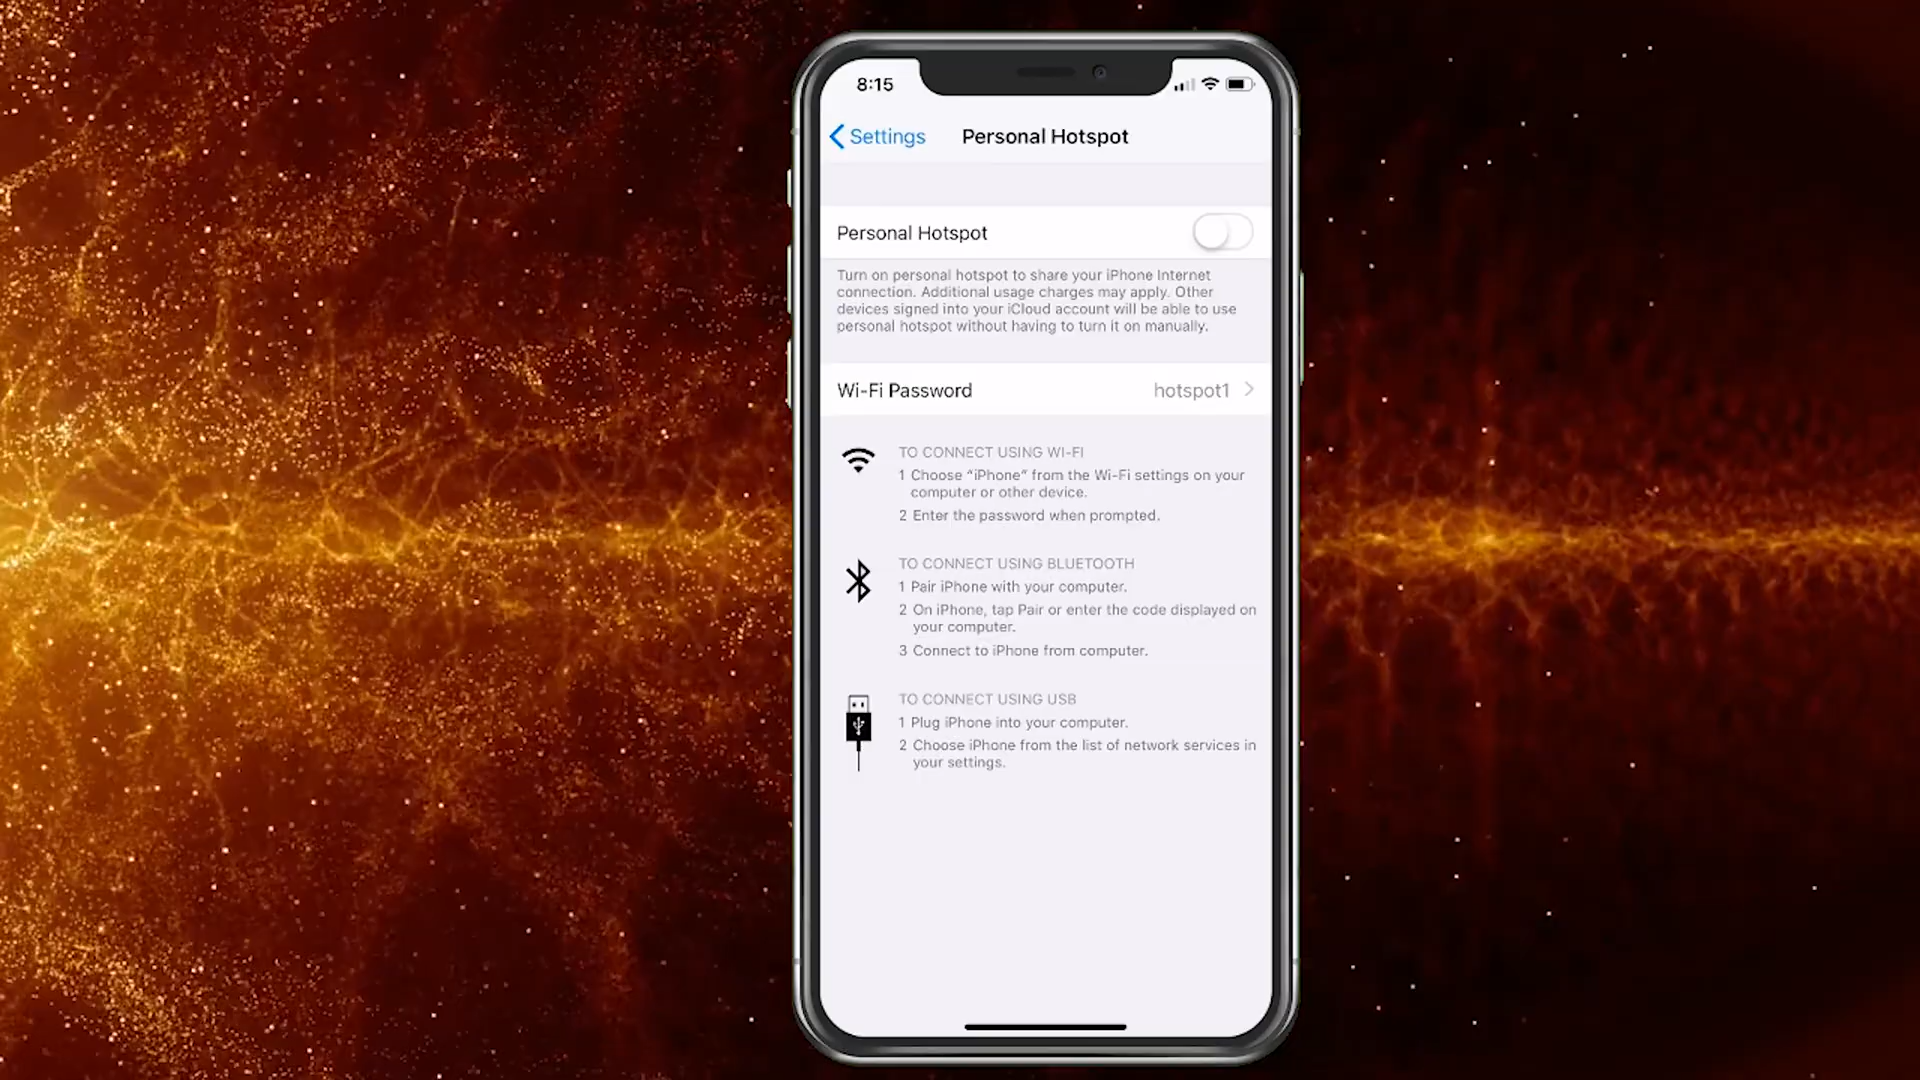 8:15
Settings
Personal Hotspot
Personal Hotspot
Turn on personal hotspot to share your iPhone Internet
connection. Additional usage charges may apply. Other
devices signed into your iCloud account will be able to use
personal hotspot without having to turn it on manually.
Wi-Fi Password hotspot1
TO CONNECT USING WI-FI
1 Choose “iPhone” from the Wi-Fi settings on your
computer or other device.
2 Enter the password when prompted.
TO CONNECT USING BLUETOOTH
1 Pair iPhone with your computer.
2 On iPhone, tap Pair or enter the code displayed on
your computer.
3 Connect to iPhone from computer.
TO CONNECT USING USB
1 Plug iPhone into your computer.
2 Choose iPhone from the list of network services in
your settings.